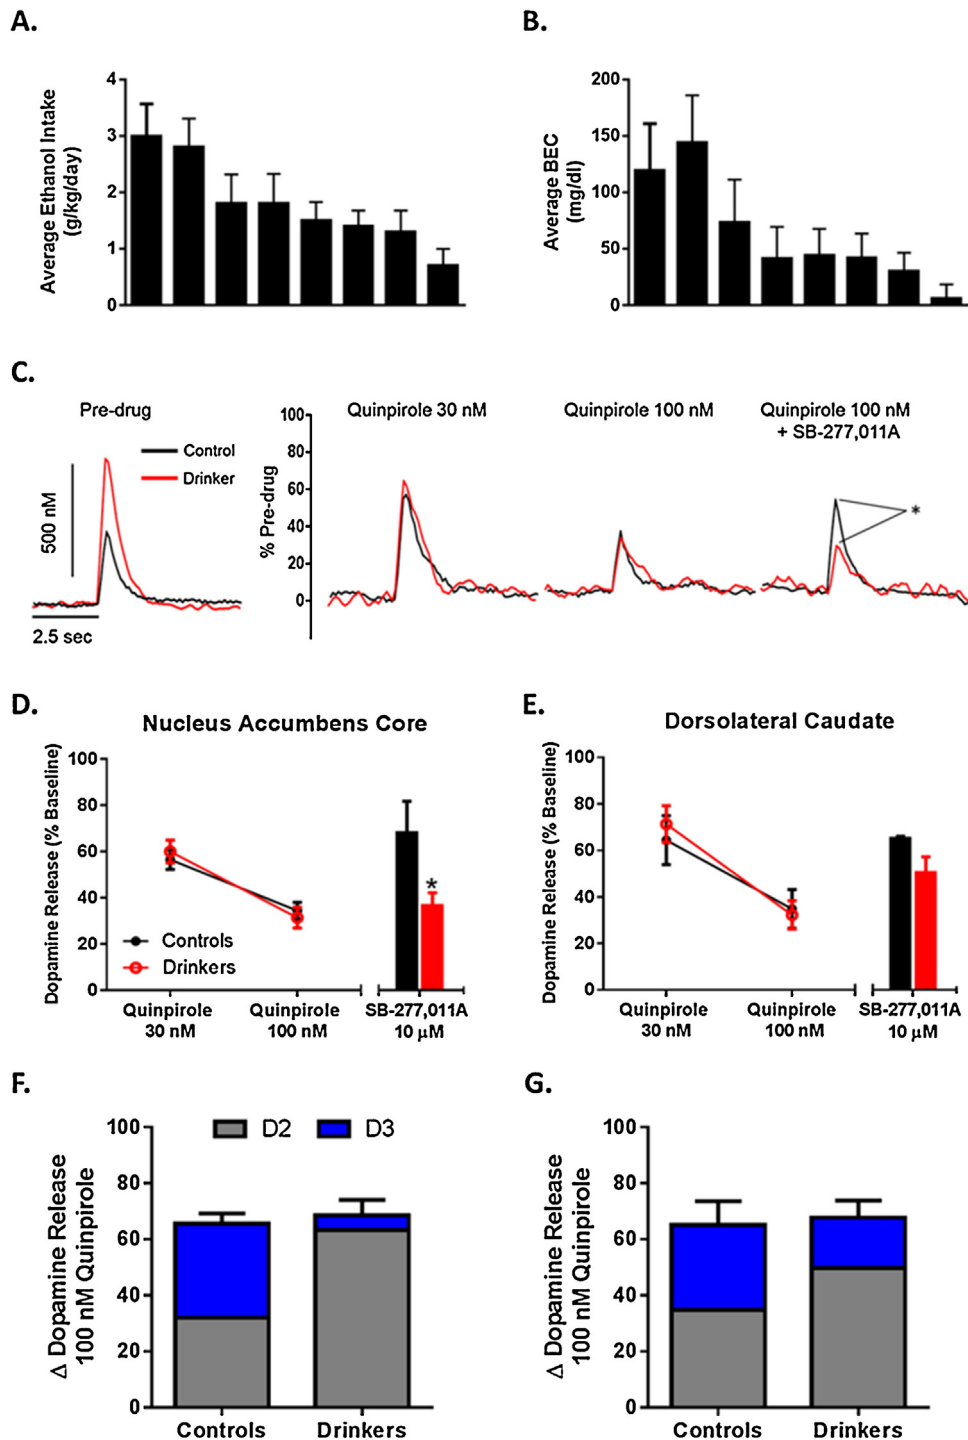 A.
Average Ethanol Intake
(g/kg/day)
4
3
2
1
0
B.
Average BEC
(mg/dl)
200
150
100
50
0
C.
Pre-drug
Control
Drinker
500 nM
2.5 sec
% Pre-drug
100
80
60
40
20
0
Quinpirole 30 nM
Quinpirole 100 nM
Quinpirole 100 nM
+ SB-277,011A
*
D.
Nucleus Accumbens Core
Dopamine Release (% Baseline)
100
80
60
40
20
0
Controls
Drinkers
*
Quinpirole
30 nM
Quinpirole
100 nM
SB-277,011A
10 µM
E.
Dorsolateral Caudate
Dopamine Release (% Baseline)
100
80
60
40
20
0
Quinpirole
30 nM
Quinpirole
100 nM
SB-277,011A
10 µM
F.
Δ Dopamine Release
100 nM Quinpirole
100
80
60
40
20
0
D2
D3
Controls
Drinkers
G.
Δ Dopamine Release
100 nM Quinpirole
100
80
60
40
20
0
Controls
Drinkers